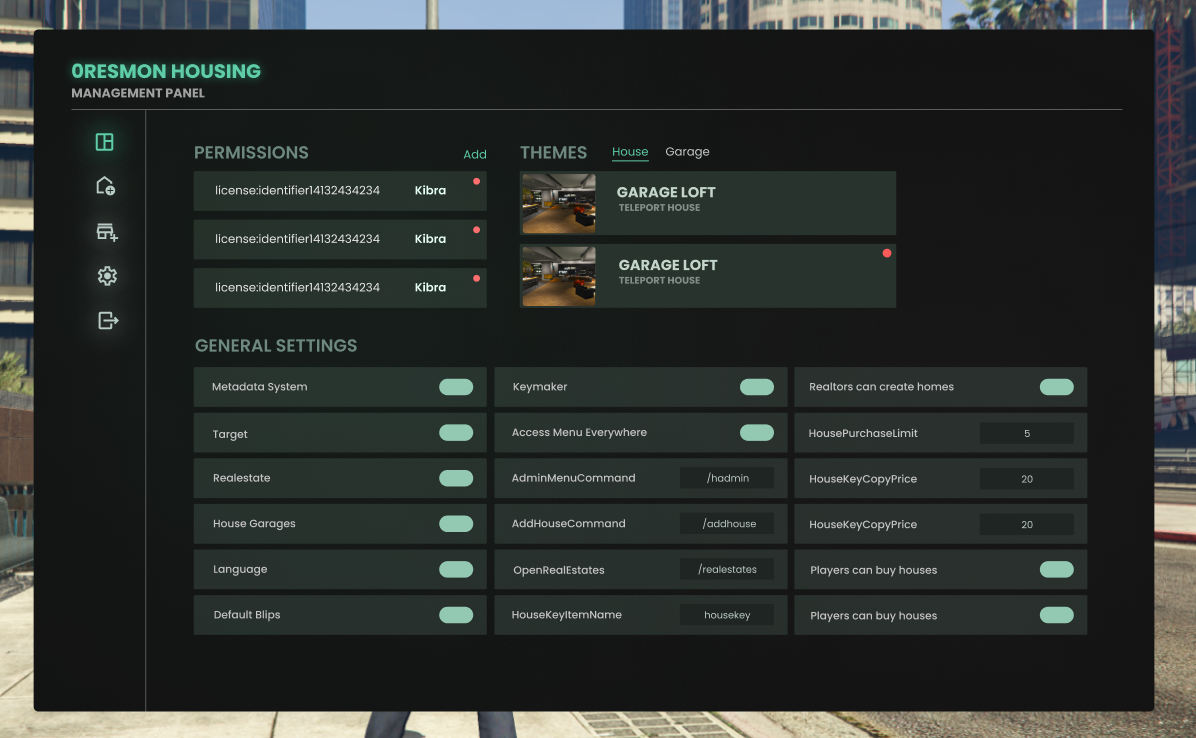 0RESMON HOUSING
MANAGEMENT PANEL
PERMISSIONS
Add
license:identifier14132434234 Kibra
license:identifier14132434234 Kibra
license:identifier14132434234 Kibra
THEMES House Garage
GARAGE LOFT
TELEPORT HOUSE
GARAGE LOFT
TELEPORT HOUSE
GENERAL SETTINGS
Metadata System
Target
Realestate
House Garages
Language
Default Blips
Keymaker
Access Menu Everywhere
AdminMenuCommand /hadmin
AddHouseCommand /addhouse
OpenRealEstates /realestates
HouseKeyItemName housekey
Realtors can create homes
HousePurchaseLimit 5
HouseKeyCopyPrice 20
HouseKeyCopyPrice 20
Players can buy houses
Players can buy houses